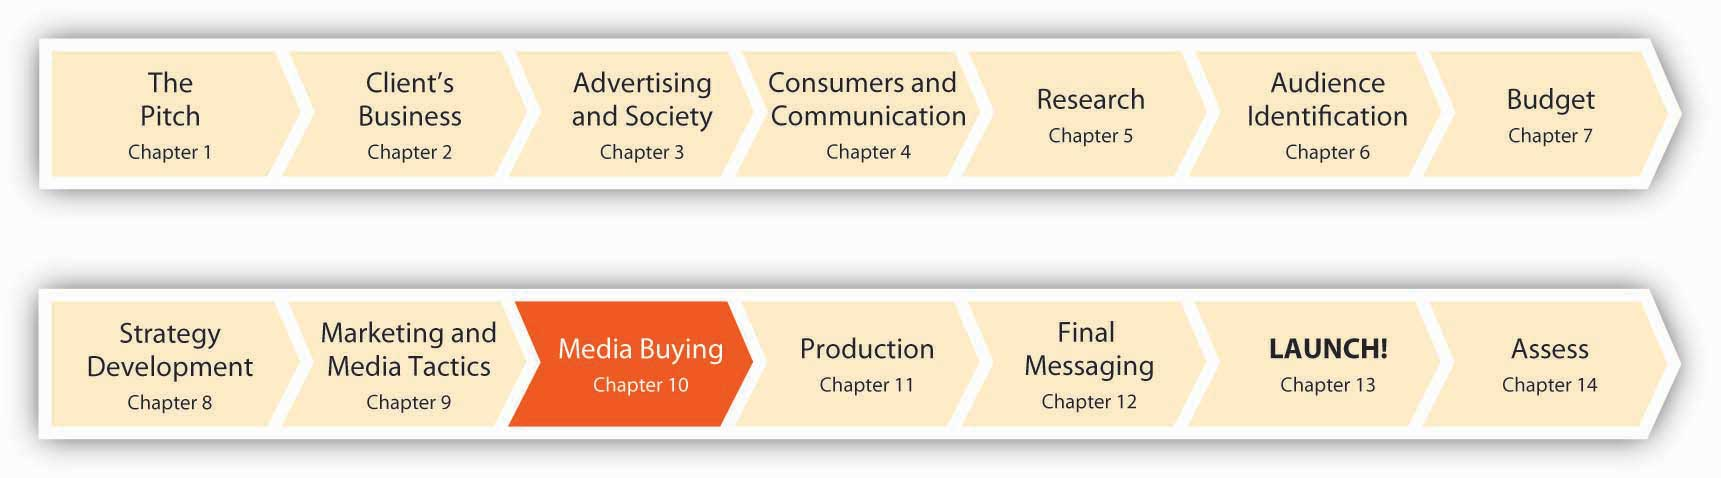 The
Pitch
Chapter 1
Client’s
Business
Chapter 2
Advertising
and Society
Chapter 3
Consumers and
Communication
Chapter 4
Research
Chapter 5
Audience
Identification
Chapter 6
Budget
Chapter 7
Strategy
Development
Chapter 8
Marketing and
Media Tactics
Chapter 9
Media Buying
Chapter 10
Production
Chapter 11
Final
Messaging
Chapter 12
LAUNCH!
Chapter 13
Assess
Chapter 14